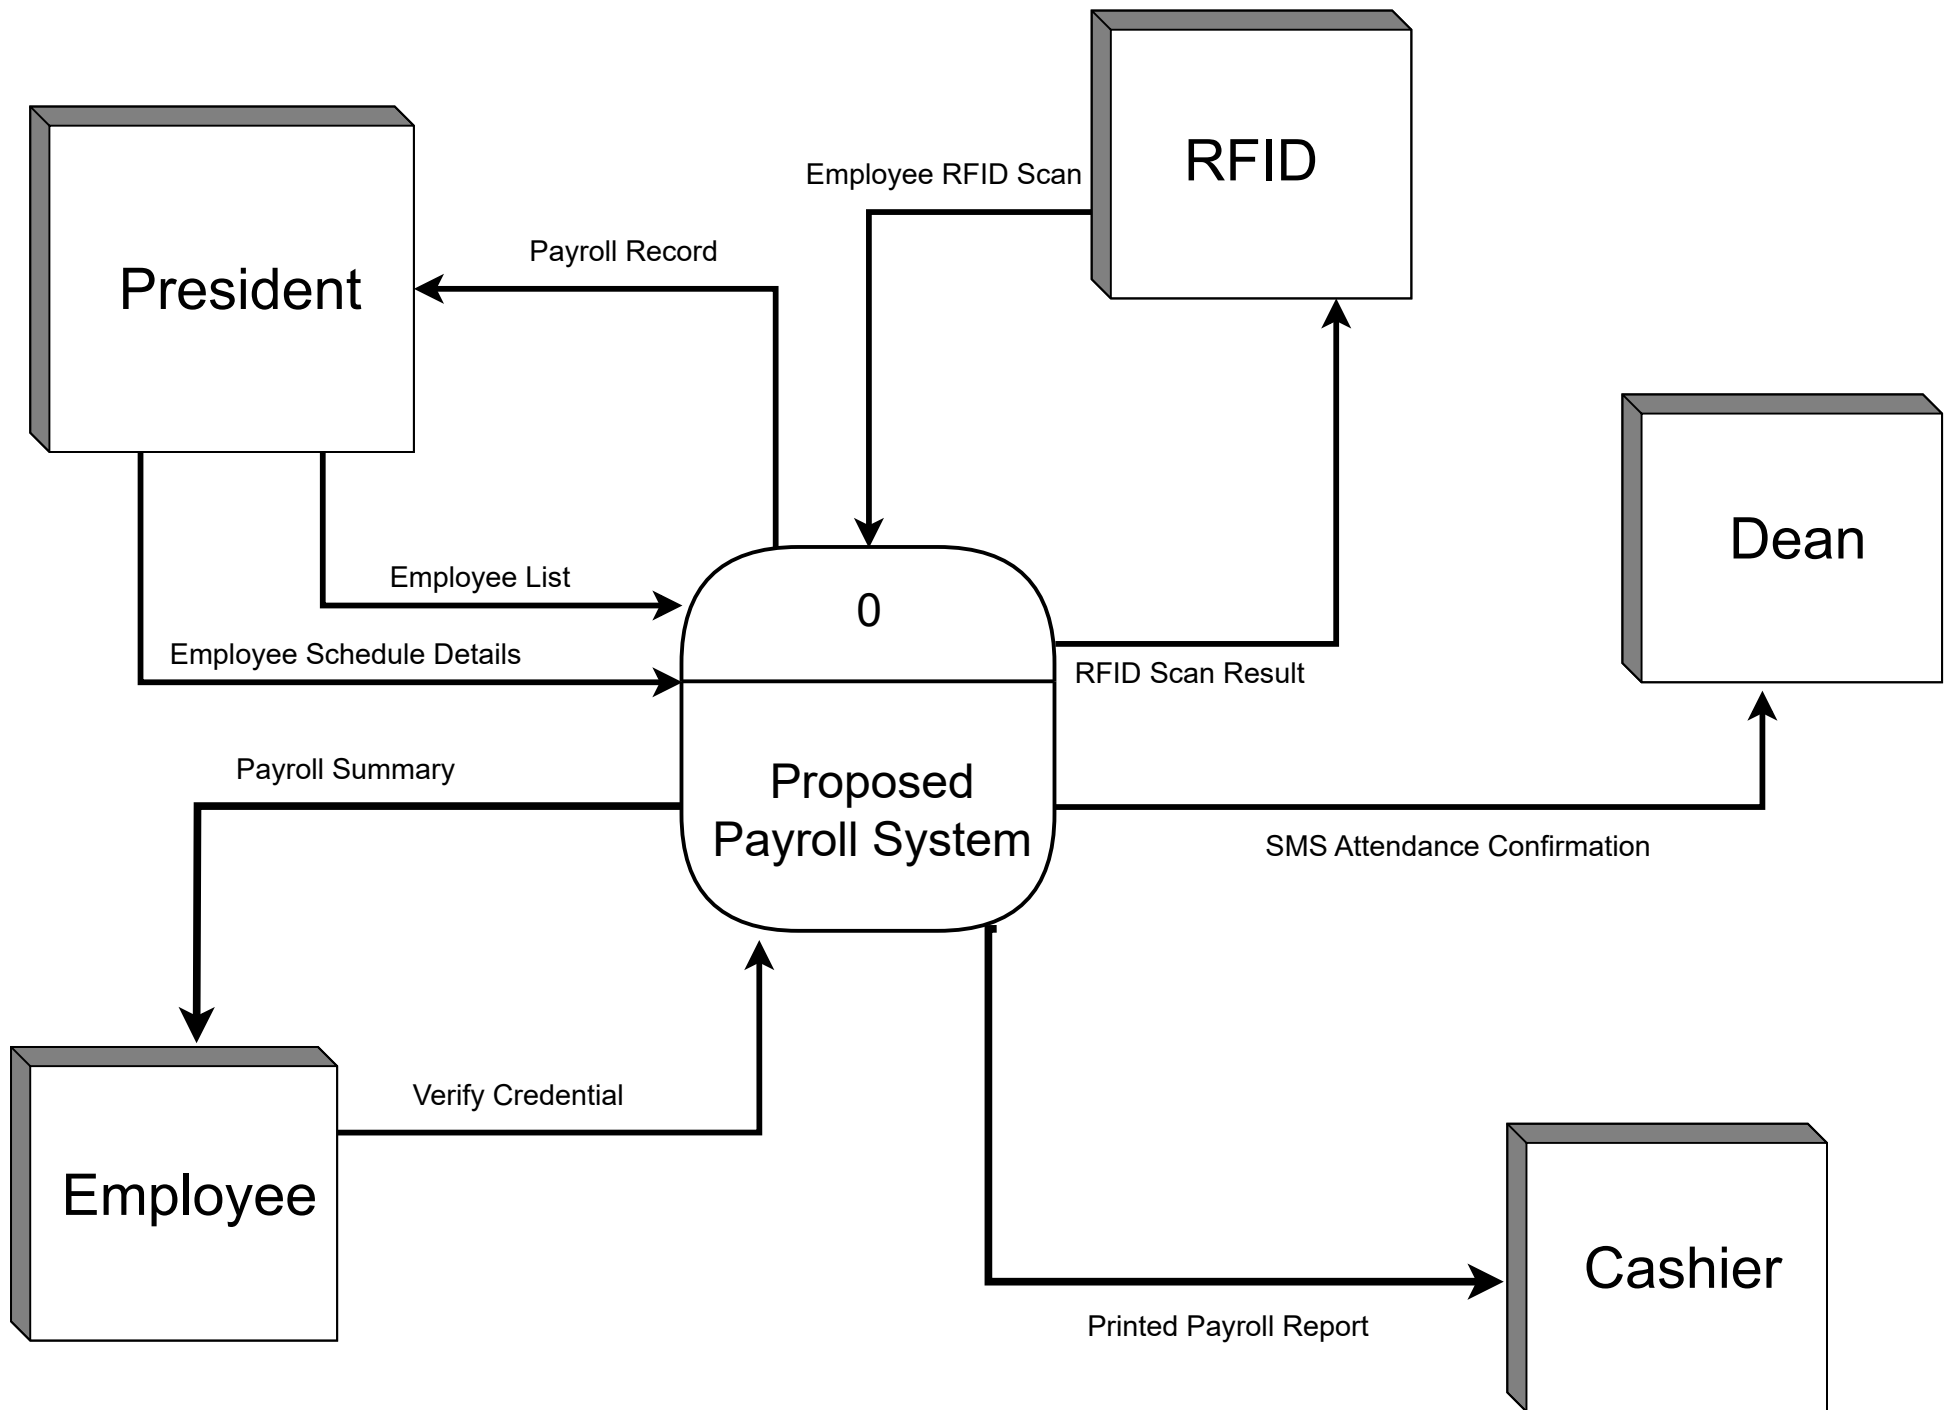 RFID
Employee RFID Scan
Payroll Record
President
Dean
Employee List
0
Employee Schedule Details
RFID Scan Result
Payroll Summary
Proposed
Payroll System
SMS Attendance Confirmation
Verify Credential
Employee
Cashier
Printed Payroll Report